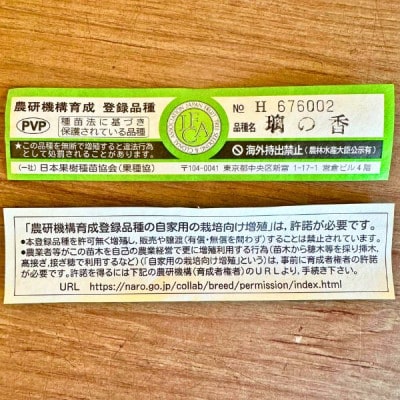 農研機構育成 登録品種
PVP
種苗法に基づき
保護されている品種
★この品種を無断で増殖すると違法行為
として処罰されることがあります。
№ H 676002
品種名 璃の香
海外持出禁止(農林水産大臣公示有)
(一社)日本果樹種苗協会(果種協) 〒104-0041 東京都中央区新富1-17-1 宮倉ビル4階
「農研機構育成登録品種の自家用の栽培向け増殖」は、許諾が必要です。
●本登録品種を許可無く増殖し、販売や譲渡(有償・無償を問わず)することは禁止されています。
●農業者等がこの苗木を自己の農業経営で更に増殖利用する行為(苗木から穂木等を採り挿木、
高接ぎ、接ぎ穂で利用するなど)(「自家用の栽培向け増殖」という)は、事前に育成者権者の許諾
が必要です。許諾を得るには下記の農研機構(育成者権者)のURLより、手続き下さい。
URL https://naro.go.jp/collab/breed/permission/index.html